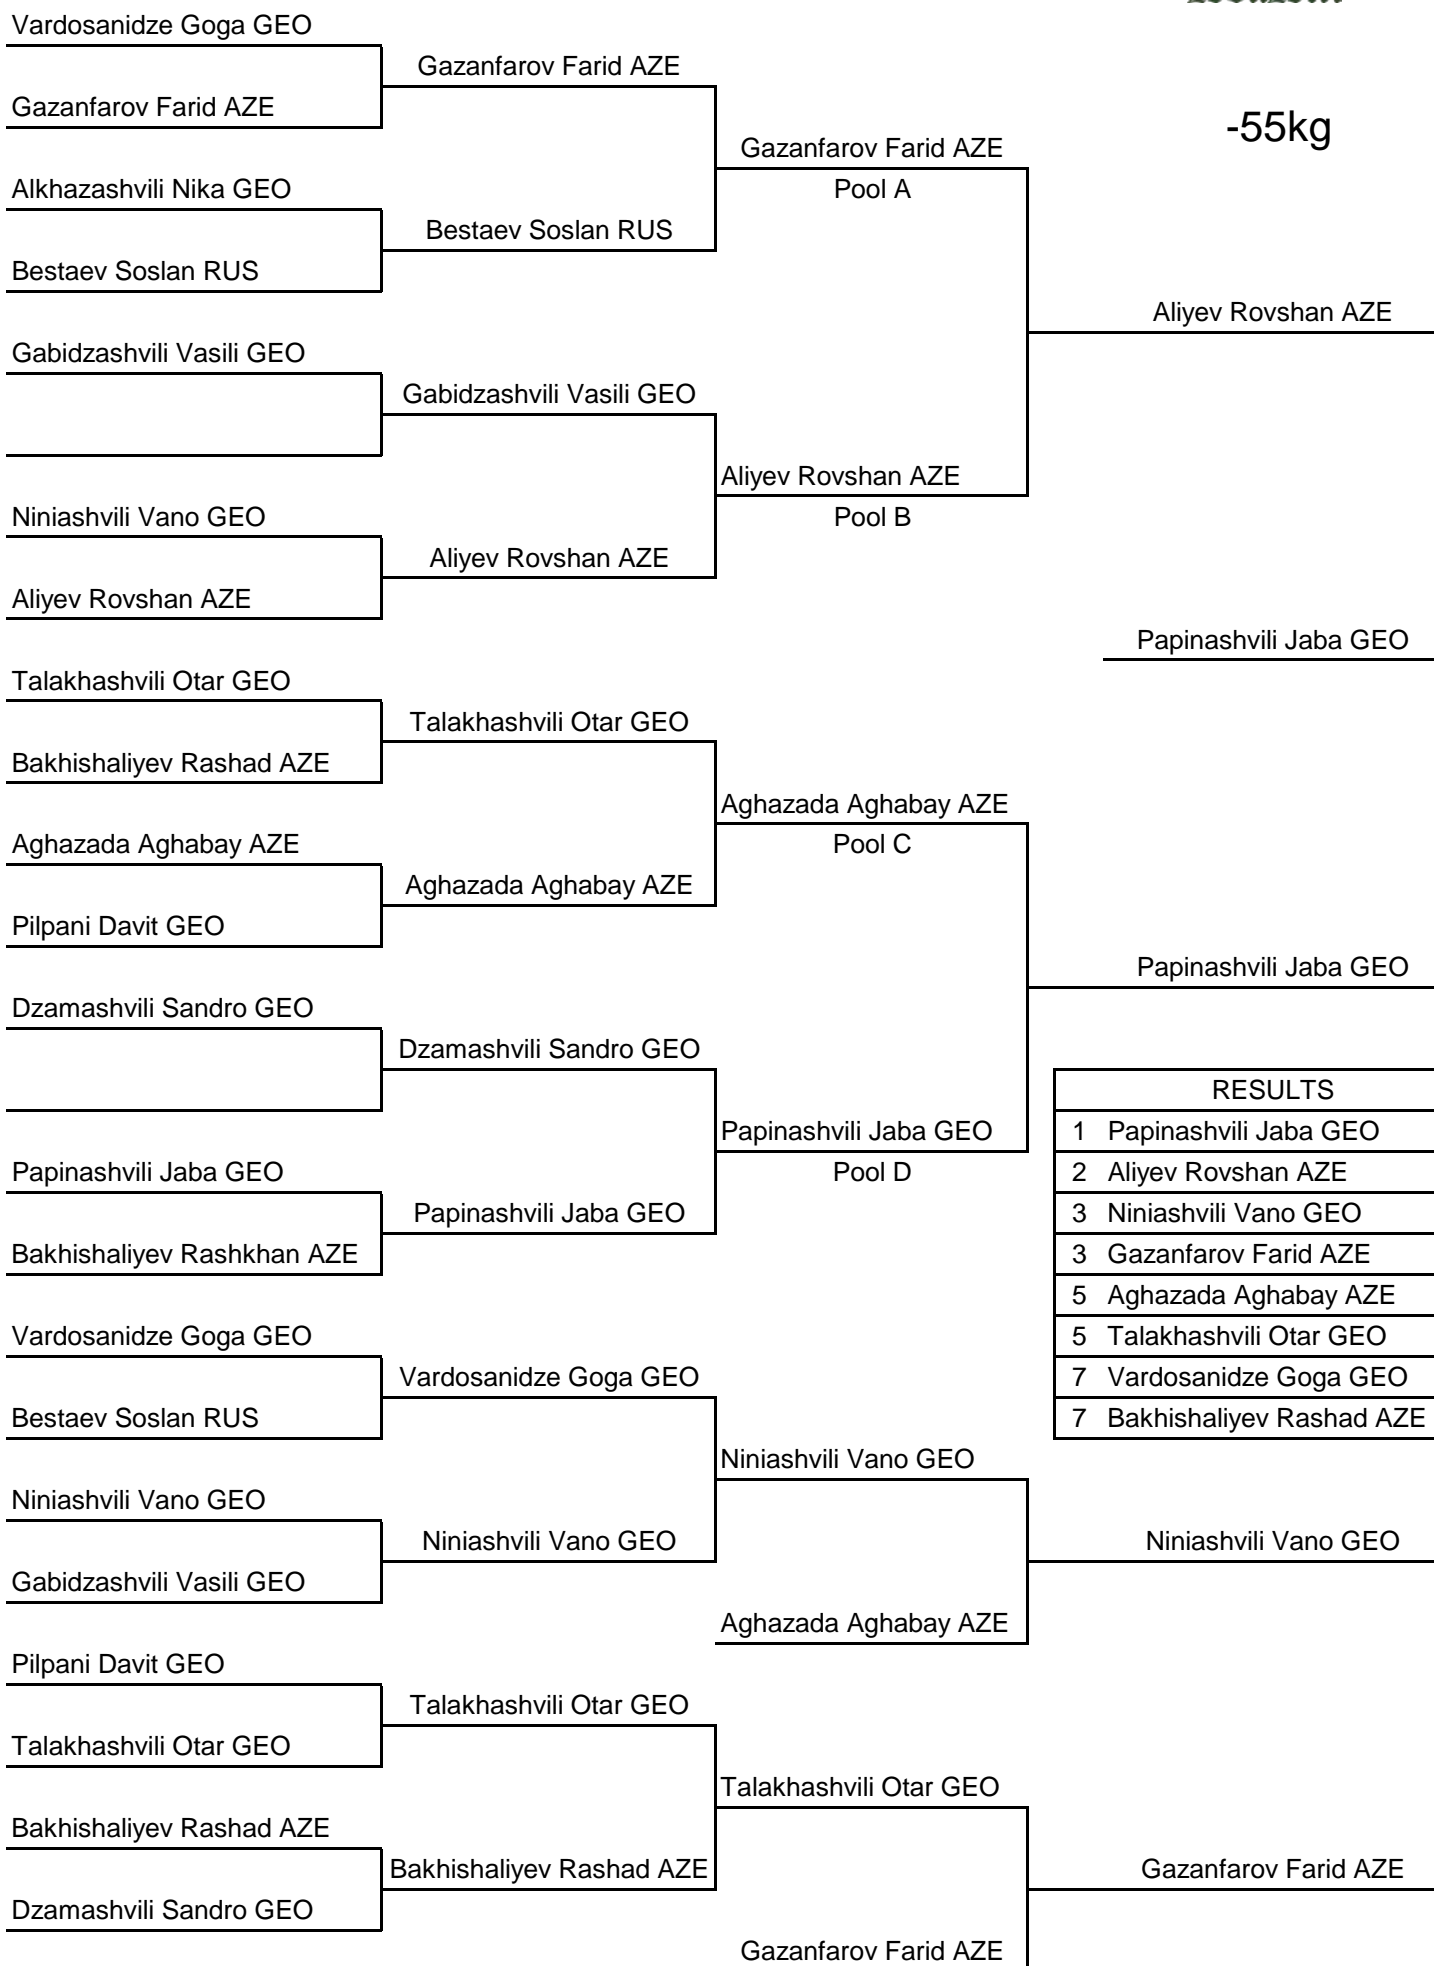 Vardosanidze Goga GEO
Gazanfarov Farid AZE
Gazanfarov Farid AZE
-55kg
Gazanfarov Farid AZE
Alkhazashvili Nika GEO
Pool A
Bestaev Soslan RUS
Bestaev Soslan RUS
Aliyev Rovshan AZE
Gabidzashvili Vasili GEO
Gabidzashvili Vasili GEO
Aliyev Rovshan AZE
Niniashvili Vano GEO
Pool B
Aliyev Rovshan AZE
Aliyev Rovshan AZE
Papinashvili Jaba GEO
Talakhashvili Otar GEO
Talakhashvili Otar GEO
Bakhishaliyev Rashad AZE
Aghazada Aghabay AZE
Aghazada Aghabay AZE
Pool C
Aghazada Aghabay AZE
Pilpani Davit GEO
Papinashvili Jaba GEO
Dzamashvili Sandro GEO
Dzamashvili Sandro GEO
RESULTS
Papinashvili Jaba GEO
1 Papinashvili Jaba GEO
Papinashvili Jaba GEO
Pool D
2 Aliyev Rovshan AZE
Papinashvili Jaba GEO
3 Niniashvili Vano GEO
Bakhishaliyev Rashkhan AZE
3 Gazanfarov Farid AZE
5 Aghazada Aghabay AZE
Vardosanidze Goga GEO
5 Talakhashvili Otar GEO
Vardosanidze Goga GEO
7 Vardosanidze Goga GEO
Bestaev Soslan RUS
7 Bakhishaliyev Rashad AZE
Niniashvili Vano GEO
Niniashvili Vano GEO
Niniashvili Vano GEO
Niniashvili Vano GEO
Gabidzashvili Vasili GEO
Aghazada Aghabay AZE
Pilpani Davit GEO
Talakhashvili Otar GEO
Talakhashvili Otar GEO
Talakhashvili Otar GEO
Bakhishaliyev Rashad AZE
Bakhishaliyev Rashad AZE
Gazanfarov Farid AZE
Dzamashvili Sandro GEO
Gazanfarov Farid AZE